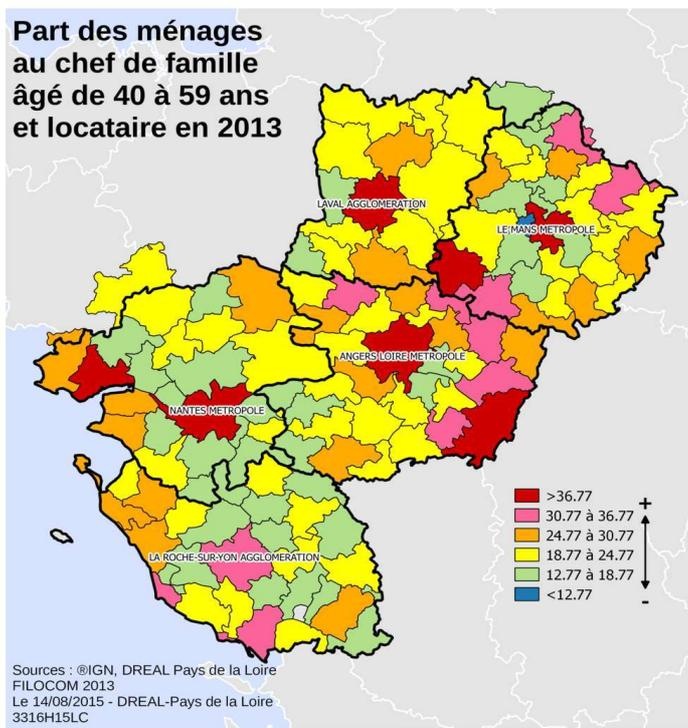 Part des ménages
au chef de famille
âgé de 40 à 59 ans
et locataire en 2013
LAVAL AGGLOMERATION
LE MANS METROPOLE
ANGERS LOIRE METROPOLE
NANTES METROPOLE
LA ROCHE-SUR-YON AGGLOMERATION
>36.77
30.77 à 36.77
24.77 à 30.77
18.77 à 24.77
12.77 à 18.77
<12.77
+
-
Sources : ®IGN, DREAL Pays de la Loire
FILOCOM 2013
Le 14/08/2015 - DREAL-Pays de la Loire
3316H15LC